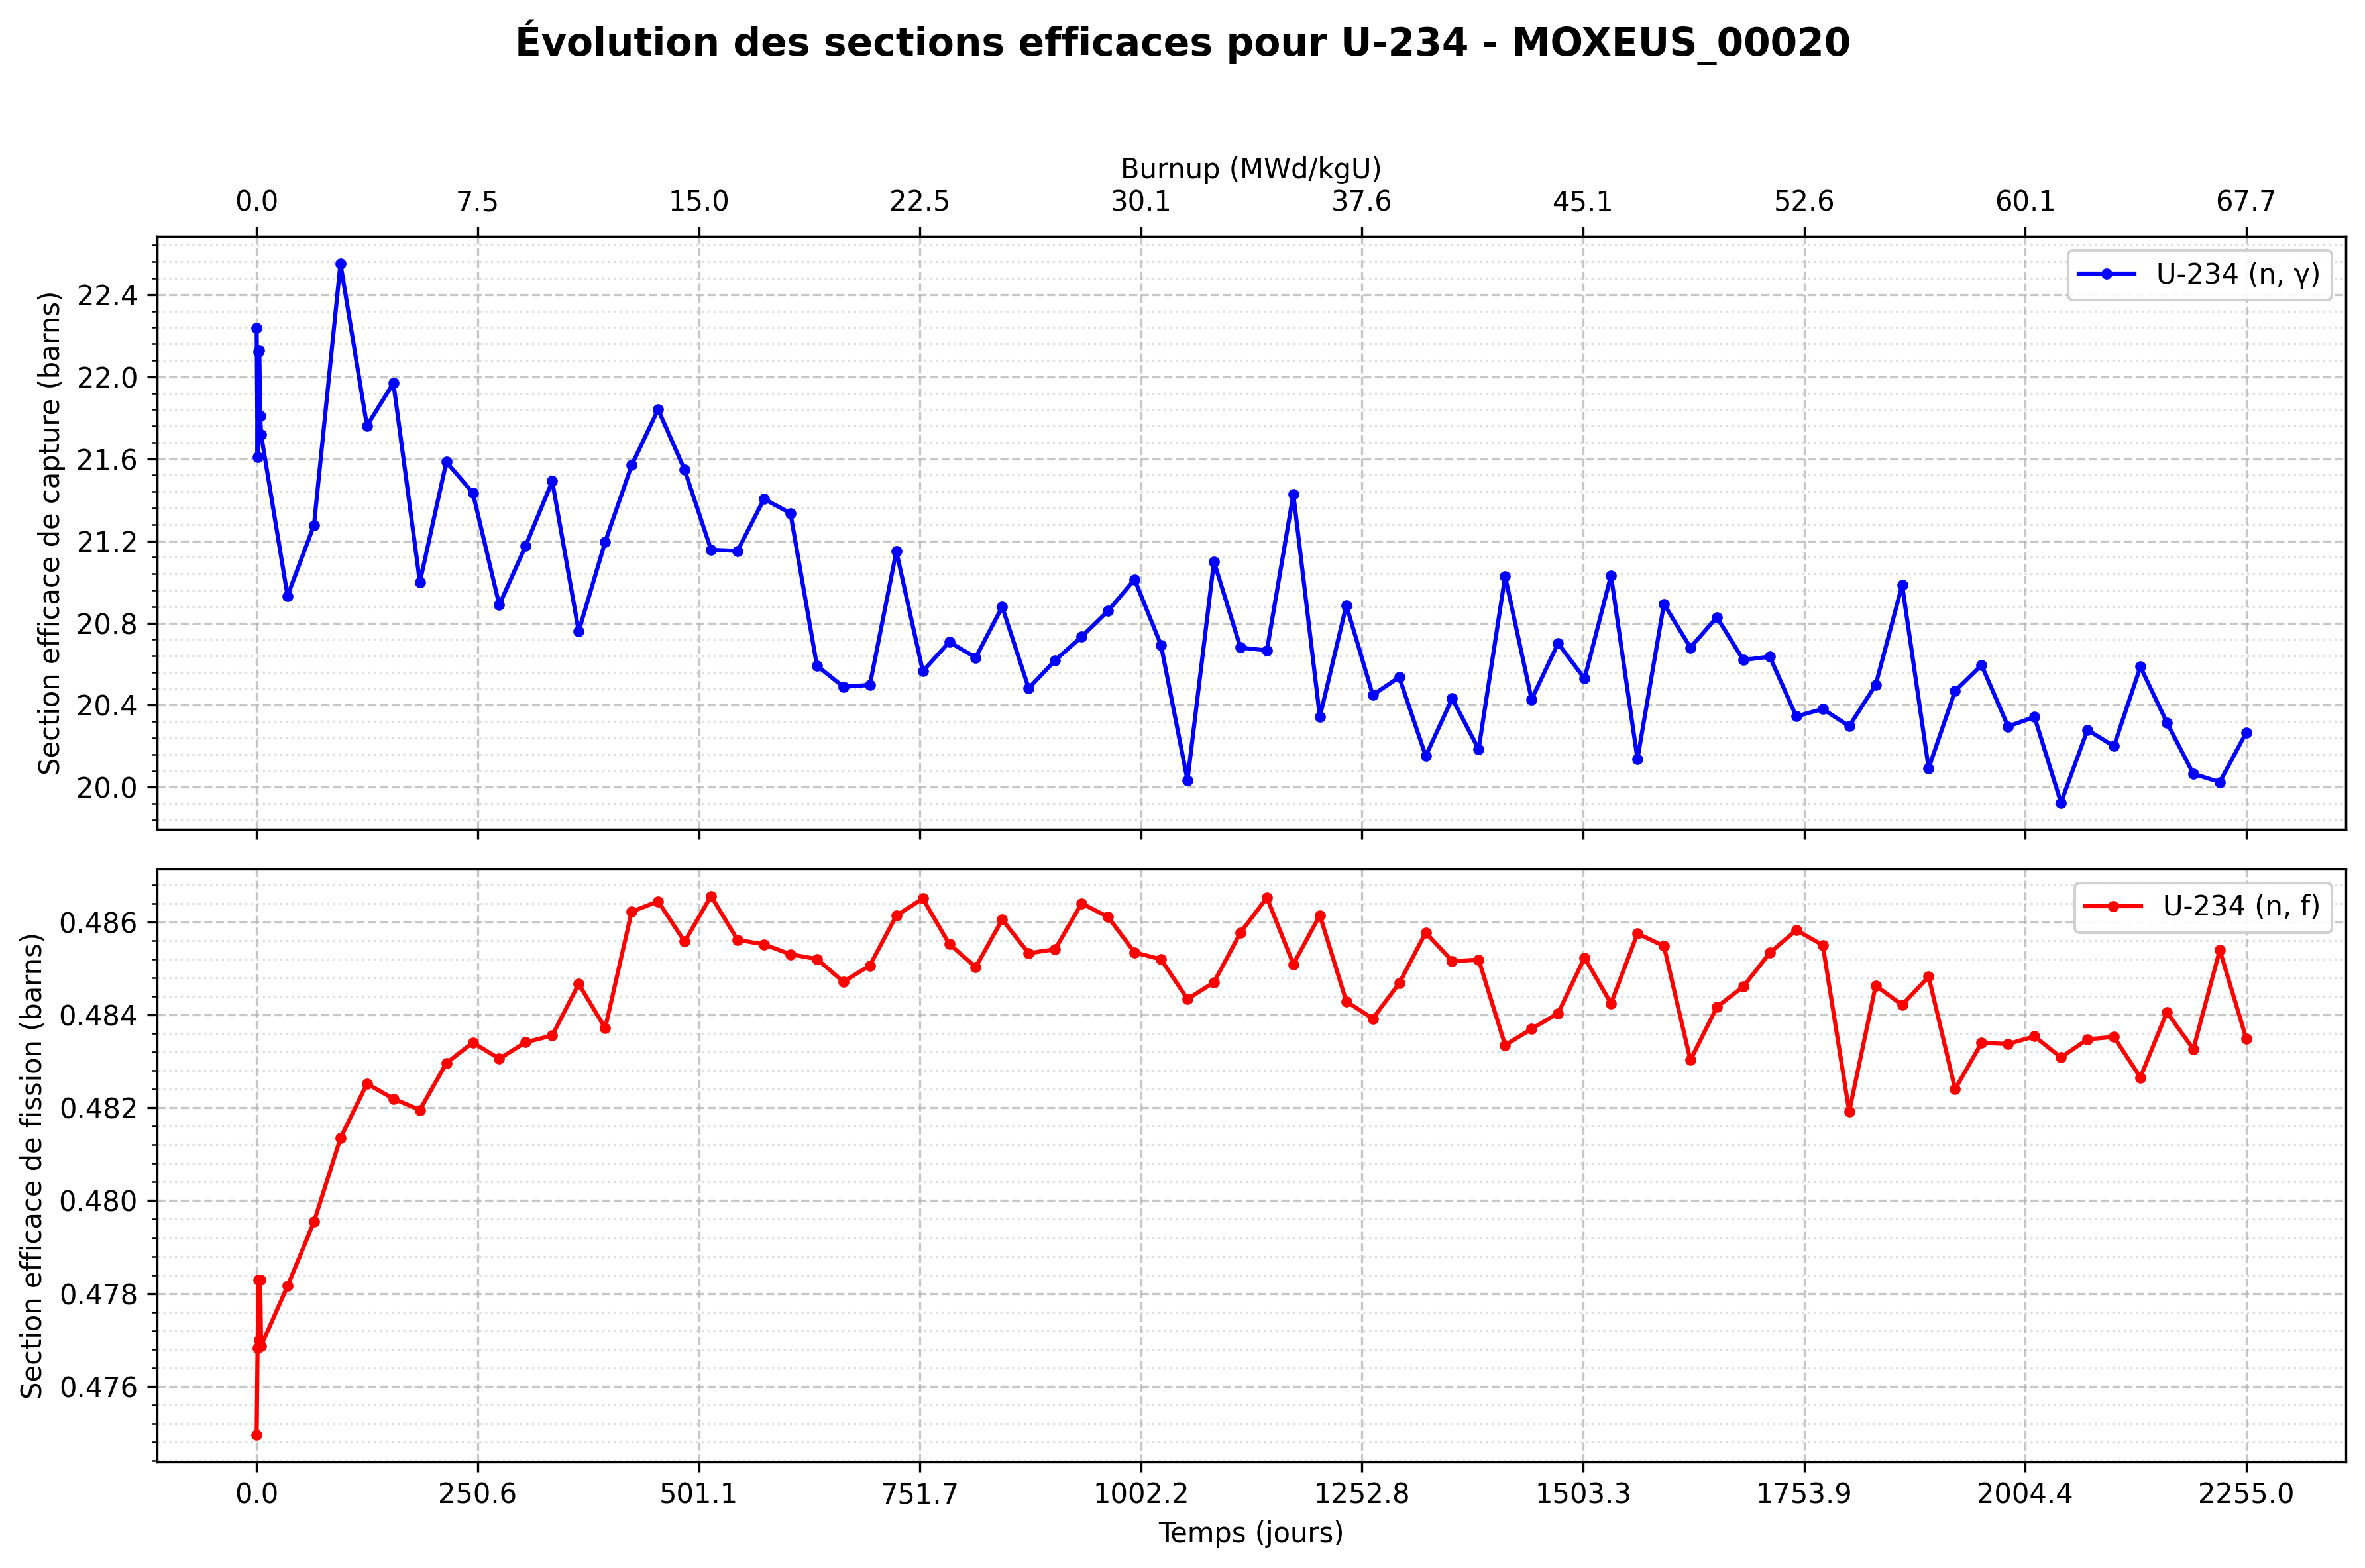 Évolution des sections efficaces pour U-234 - MOXEUS_00020
Burnup (MWd/kgU)
0.0 7.5 15.0 22.5 30.1 37.6 45.1 52.6 60.1 67.7
Section efficace de capture (barns)
22.4
22.0
21.6
21.2
20.8
20.4
20.0
U-234 (n, γ)
Section efficace de fission (barns)
0.486
0.484
0.482
0.480
0.478
0.476
U-234 (n, f)
0.0 250.6 501.1 751.7 1002.2 1252.8 1503.3 1753.9 2004.4 2255.0
Temps (jours)